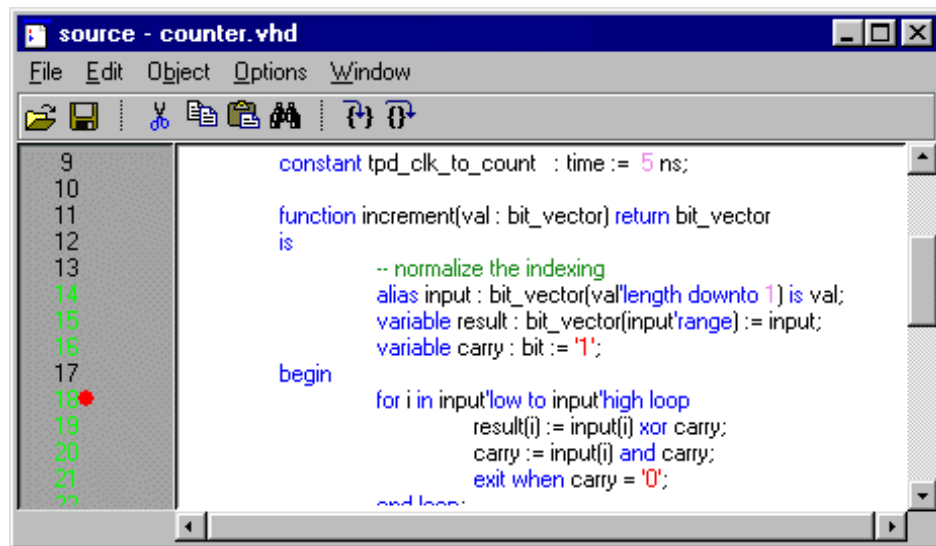 source - counter.vhd
File Edit Object Options Window
9 constant tpd_clk_to_count : time := 5 ns;
10
11 function increment(val : bit_vector) return bit_vector
12 is
13 -- normalize the indexing
14 alias input : bit_vector(val'length downto 1) is val;
15 variable result : bit_vector(input'range) := input;
16 variable carry : bit := '1';
17 begin
18 for i in input'low to input'high loop
19 result(i) := input(i) xor carry;
20 carry := input(i) and carry;
21 exit when carry = '0';
22 end loop;